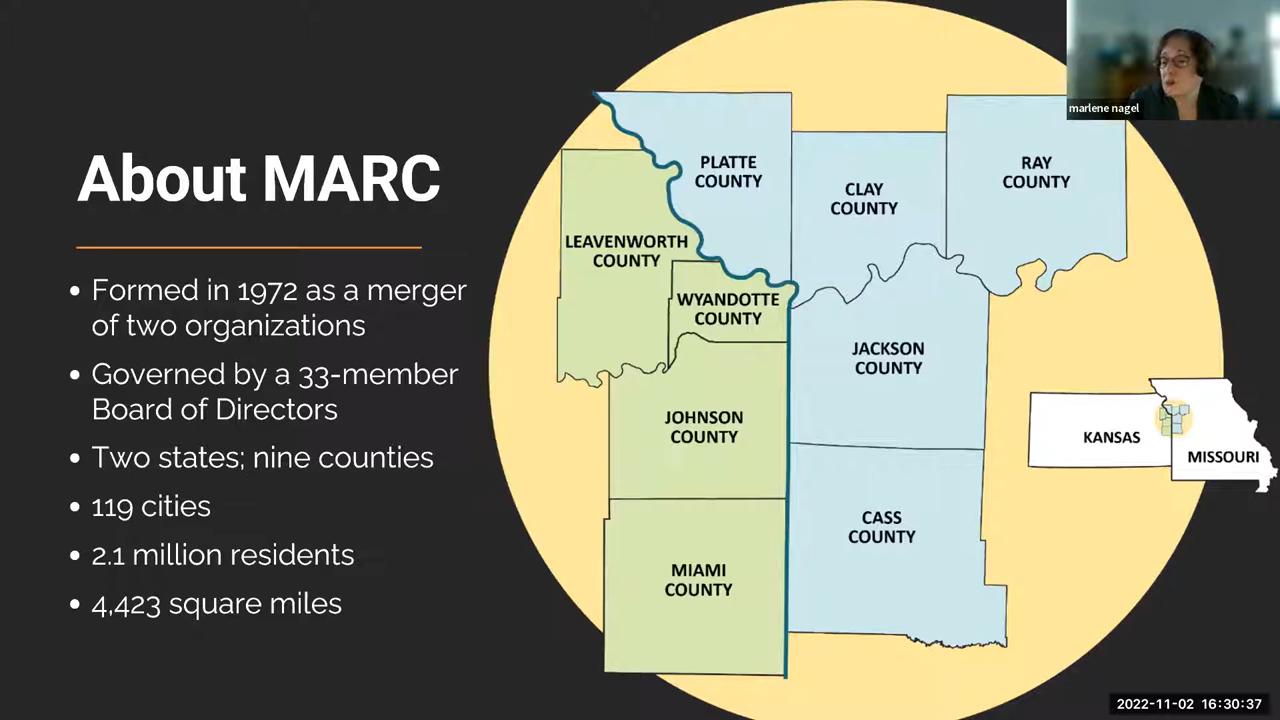 marlene nagel
About MARC
Formed in 1972 as a merger
of two organizations
Governed by a 33-member
Board of Directors
Two states; nine counties
119 cities
2.1 million residents
4,423 square miles
PLATTE
COUNTY
CLAY
COUNTY
RAY
COUNTY
LEAVENWORTH
COUNTY
WYANDOTTE
COUNTY
JACKSON
COUNTY
JOHNSON
COUNTY
CASS
COUNTY
MIAMI
COUNTY
KANSAS
MISSOURI
2022-11-02 16:30:37